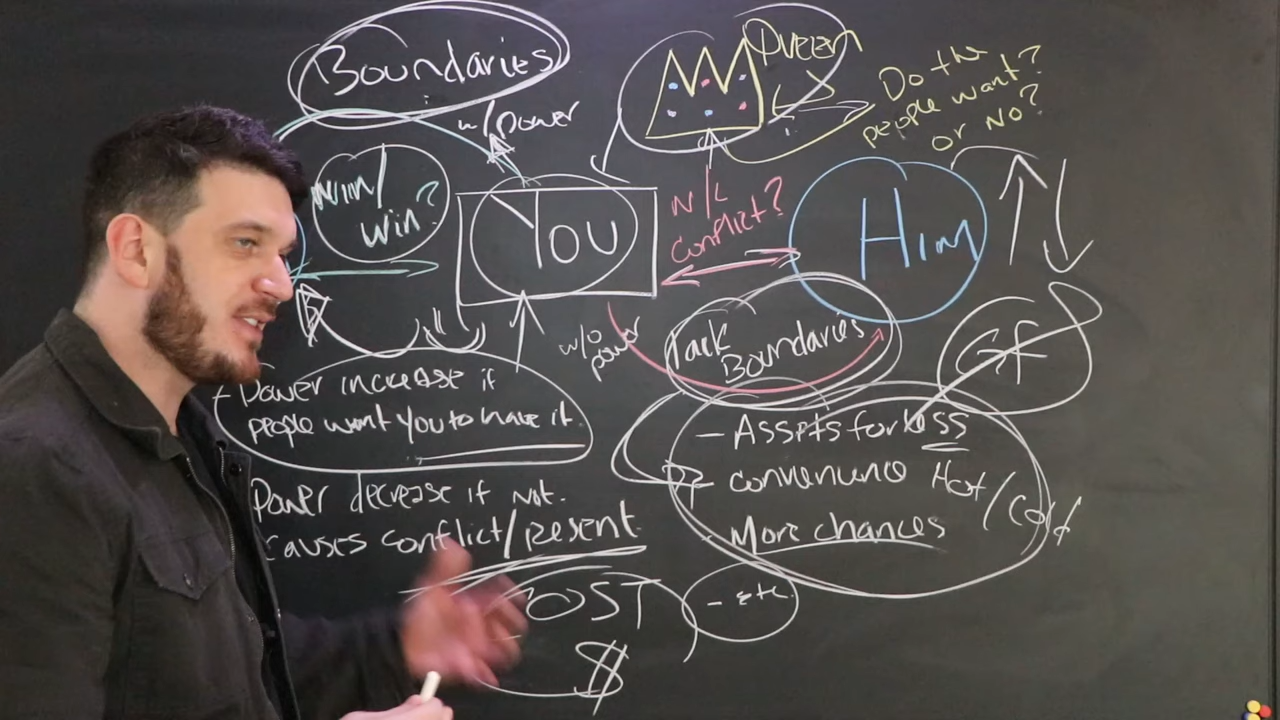 Boundaries
w/power
Queen
Do the
people want?
or No?
Win/
Win?
You
W/L
conflict?
Him
w/o
power
Lack
Boundaries
GF
- Power increase if
people want you to have it.
Power decrease if not.
causes conflict/resent
- Assets for less
convenience Hot/Cold
More chances
- etc.
COST
$